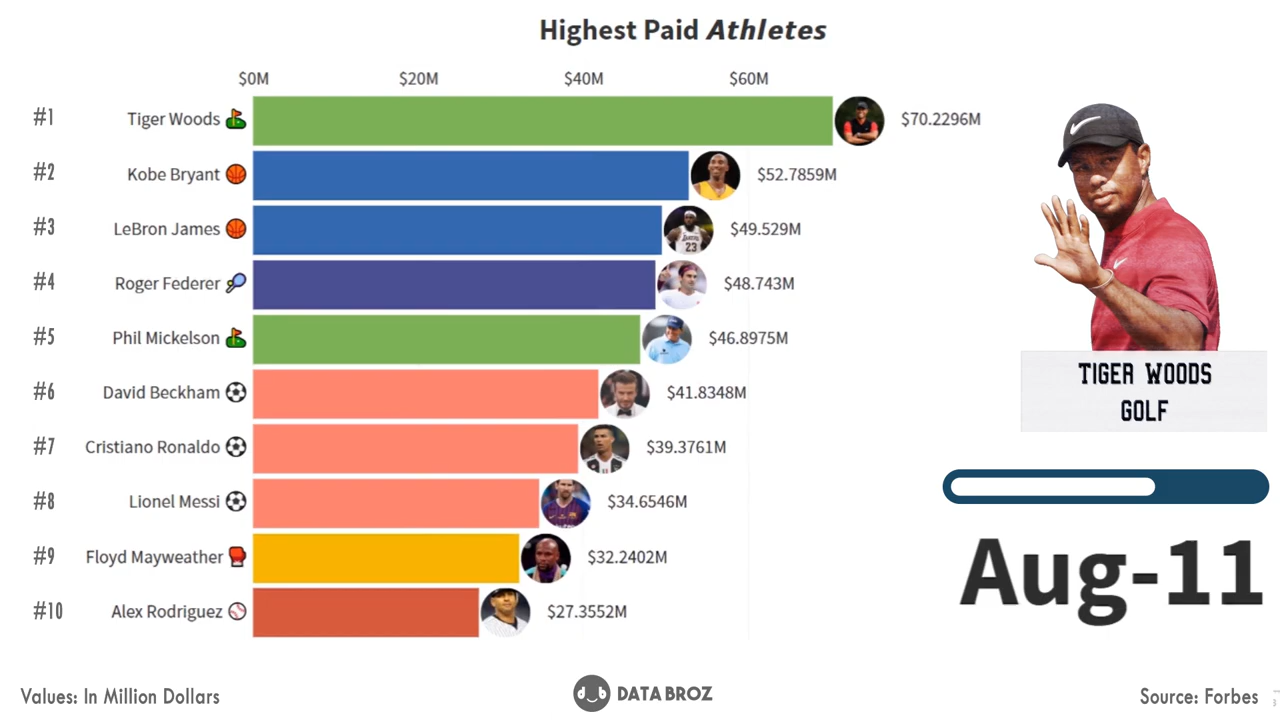 Highest Paid Athletes
$0M $20M $40M $60M
#1 Tiger Woods $70.2296M
#2 Kobe Bryant $52.7859M
#3 LeBron James 23 $49.529M
#4 Roger Federer $48.743M
#5 Phil Mickelson $46.8975M
#6 David Beckham $41.8348M
#7 Cristiano Ronaldo $39.3761M
#8 Lionel Messi $34.6546M
#9 Floyd Mayweather $32.2402M
#10 Alex Rodriguez $27.3552M
TIGER WOODS
GOLF
Aug-11
Values: In Million Dollars
DATA BROZ
Source: Forbes